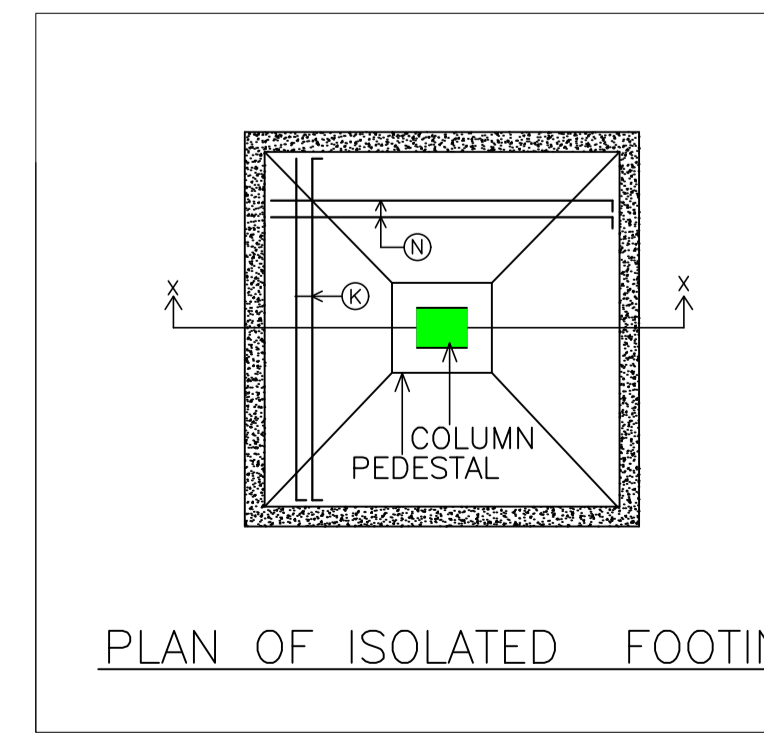 N
X X
K
COLUMN
PEDESTAL
PLAN OF ISOLATED